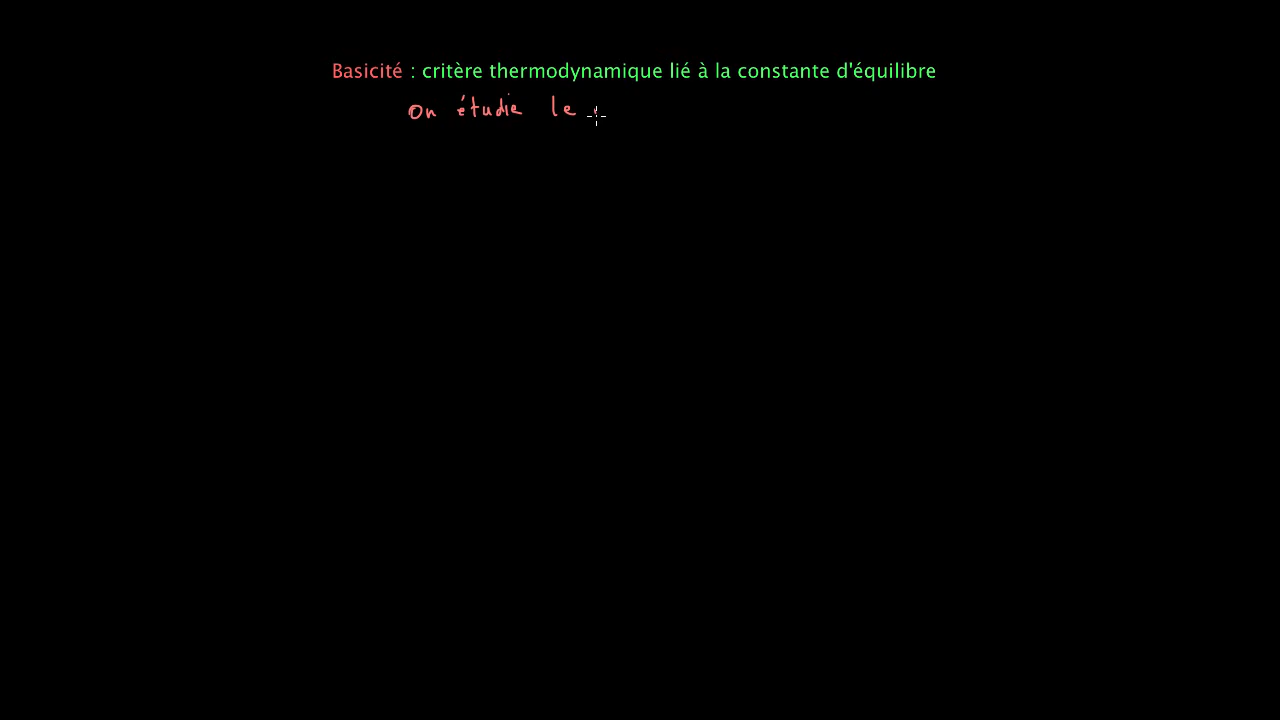 Basicité : critère thermodynamique lié à la constante d'équilibre
on étudie le